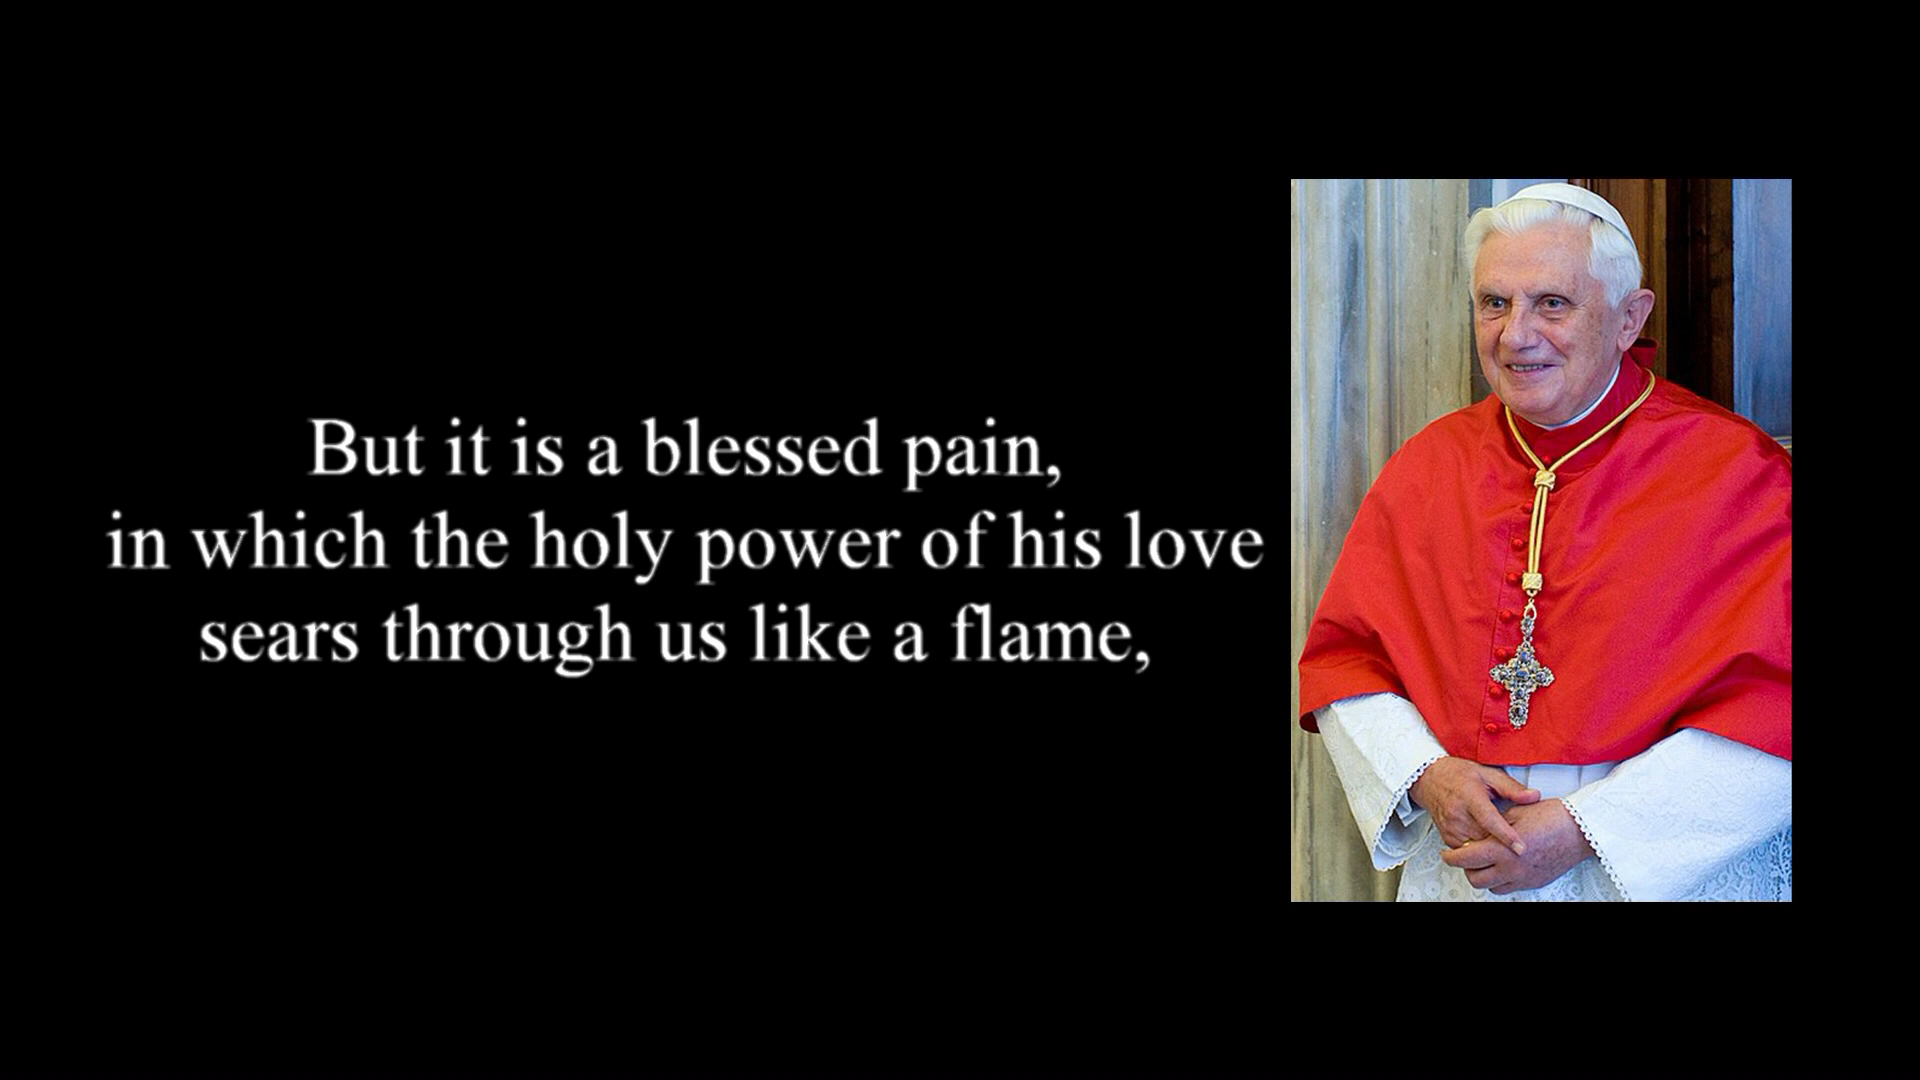 But it is a blessed pain,
in which the holy power of his love
sears through us like a flame,